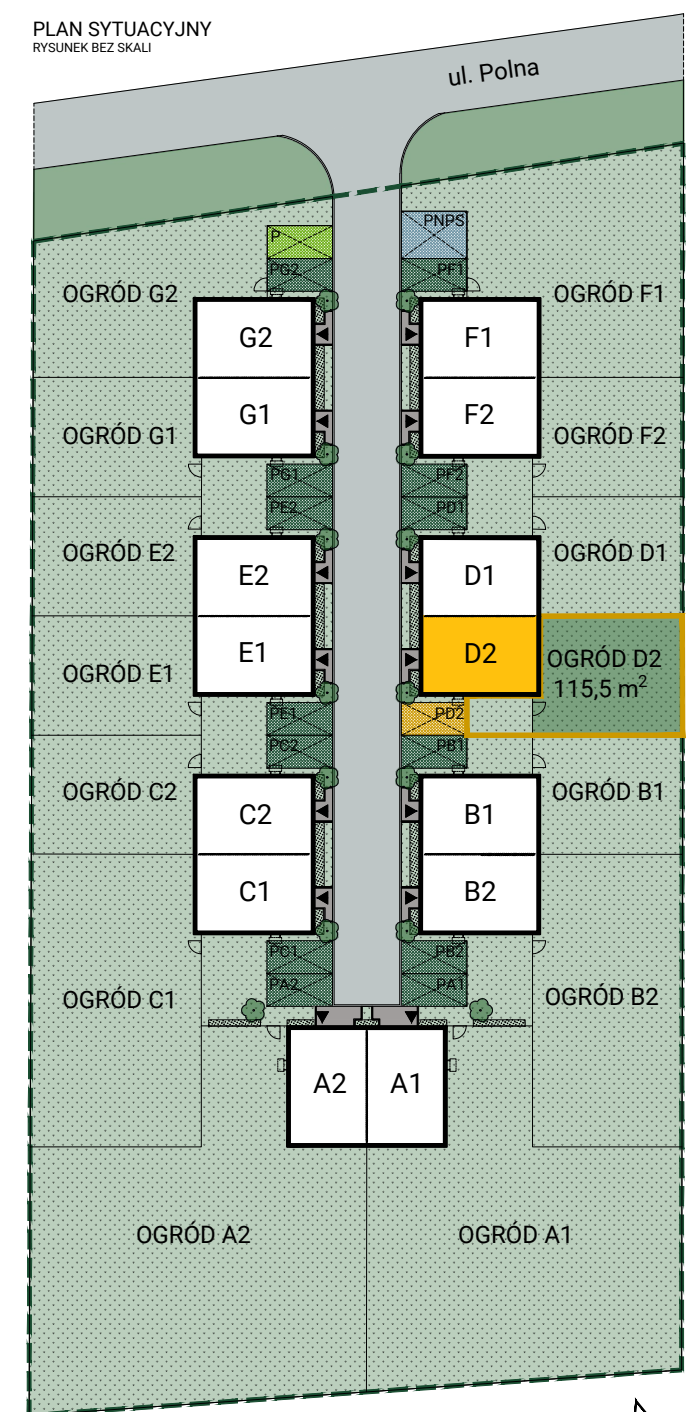 PLAN SYTUACYJNY
RYSUNEK BEZ SKALI
ul. Polna
P
PNPS
PG2
PF1
OGRÓD G2
OGRÓD F1
G2
F1
G1
F2
OGRÓD G1
OGRÓD F2
PG1
PF2
PE2
PD1
OGRÓD E2
OGRÓD D1
E2
D1
E1
D2
OGRÓD E1
OGRÓD D2
115,5 m²
PE1
PD2
PC2
PB1
OGRÓD C2
OGRÓD B1
C2
B1
C1
B2
PC1
PB2
PA2
PA1
OGRÓD C1
OGRÓD B2
A2
A1
OGRÓD A2
OGRÓD A1